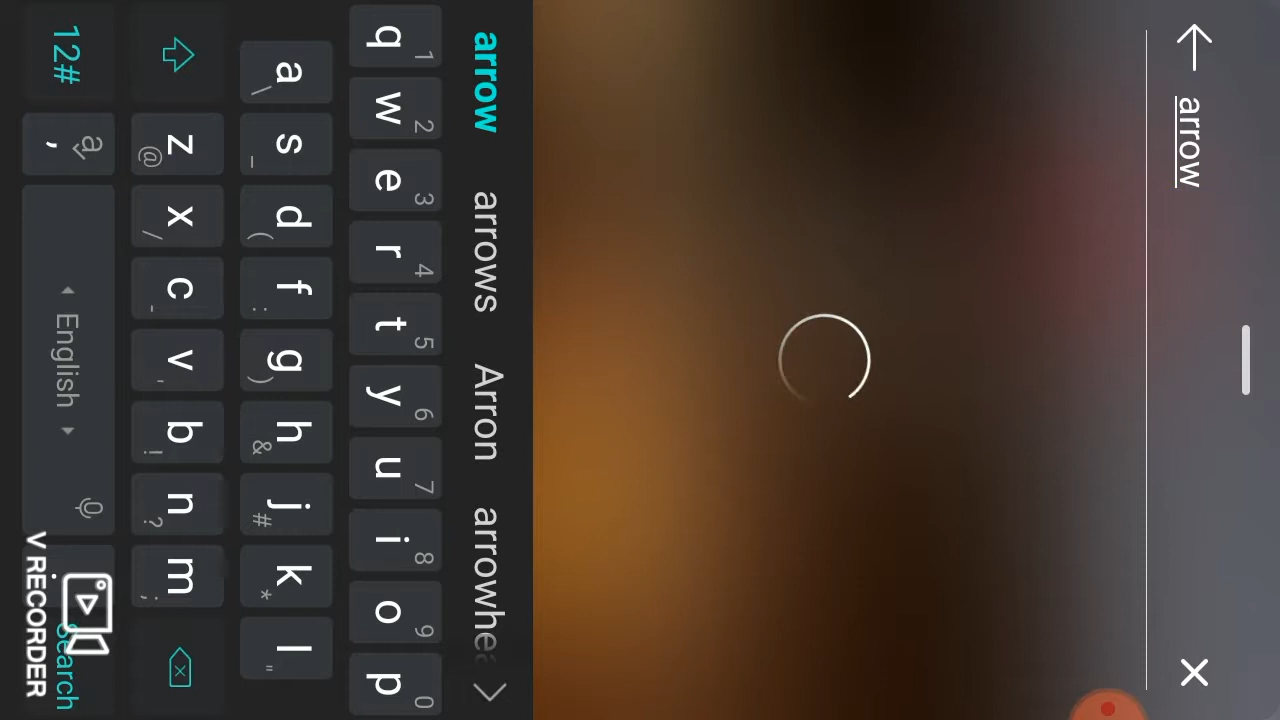 arrow
arrow arrows Arron arrowhe
1 2 3 4 5 6 7 8 9 0
q w e r t y u i o p
a s d f g h j k l
\ _ ( : ) & # * "
z x c v b n m
@ / - ' ! ? ;
12# , a English . Search
V RECORDER